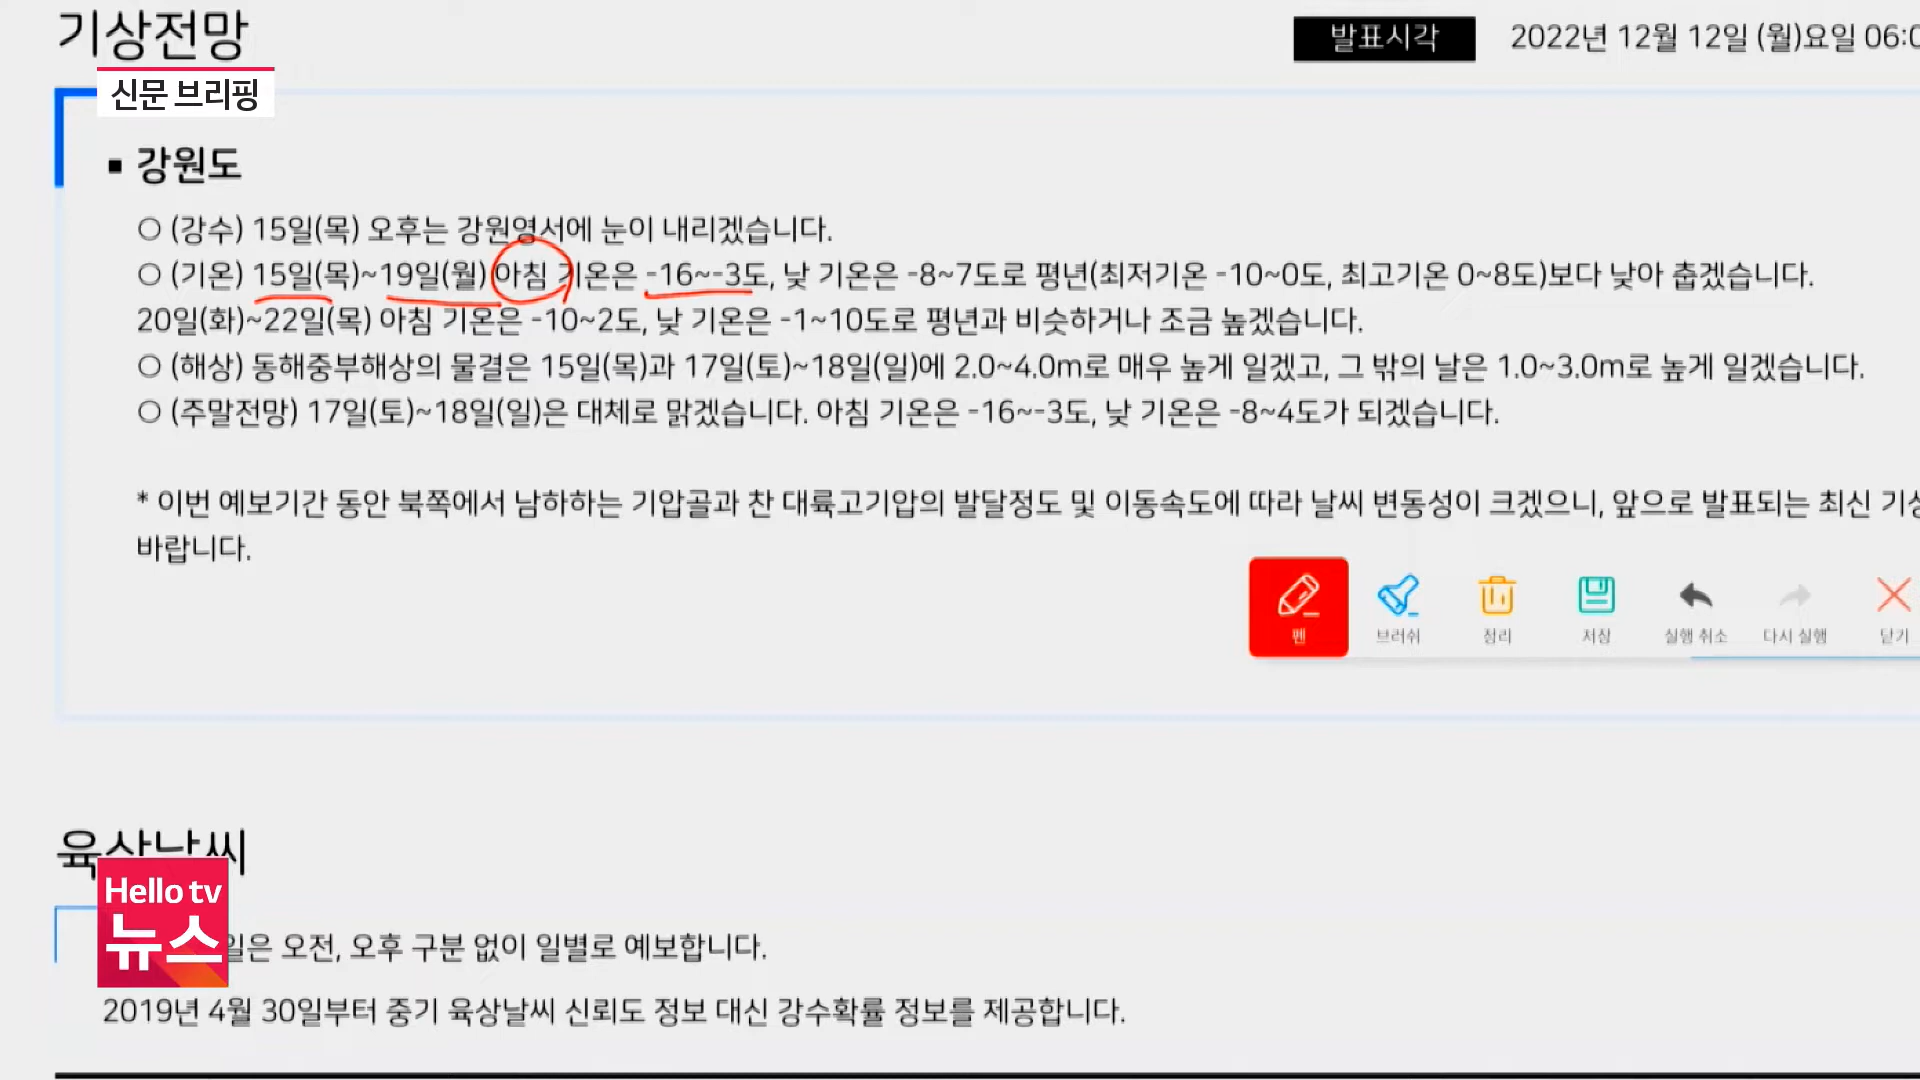 기상전망
발표시각 2022년 12월 12일 (월)요일 06:0
신문 브리핑
▪ 강원도
○ (강수) 15일(목) 오후는 강원영서에 눈이 내리겠습니다.
○ (기온) 15일(목)~19일(월) 아침 기온은 -16~-3도, 낮 기온은 -8~7도로 평년(최저기온 -10~0도, 최고기온 0~8도)보다 낮아 춥겠습니다.
20일(화)~22일(목) 아침 기온은 -10~2도, 낮 기온은 -1~10도로 평년과 비슷하거나 조금 높겠습니다.
○ (해상) 동해중부해상의 물결은 15일(목)과 17일(토)~18일(일)에 2.0~4.0m로 매우 높게 일겠고, 그 밖의 날은 1.0~3.0m로 높게 일겠습니다.
○ (주말전망) 17일(토)~18일(일)은 대체로 맑겠습니다. 아침 기온은 -16~-3도, 낮 기온은 -8~4도가 되겠습니다.
* 이번 예보기간 동안 북쪽에서 남하하는 기압골과 찬 대륙고기압의 발달정도 및 이동속도에 따라 날씨 변동성이 크겠으니, 앞으로 발표되는 최신 기상
바랍니다.
펜 브러쉬 정리 저장 실행 취소 다시 실행 닫기
육상날씨
Hello tv
뉴스
일은 오전, 오후 구분 없이 일별로 예보합니다.
2019년 4월 30일부터 중기 육상날씨 신뢰도 정보 대신 강수확률 정보를 제공합니다.